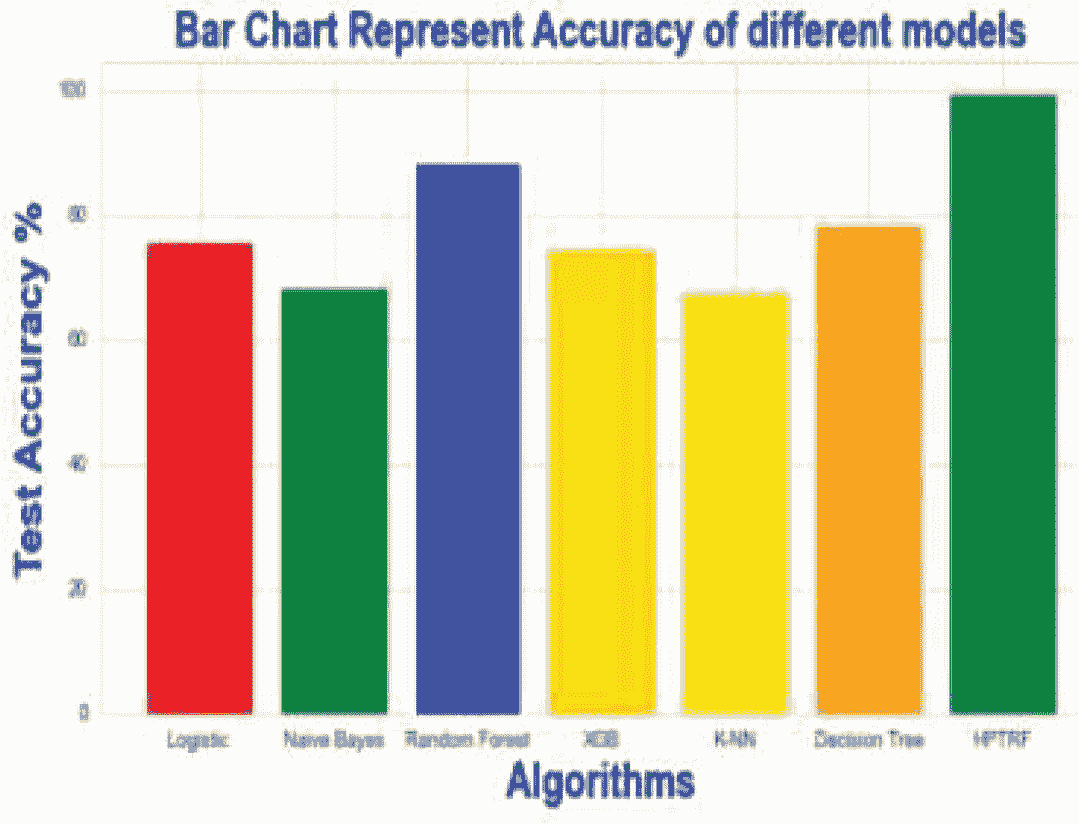 Bar Chart Represent Accuracy of different models
Test Accuracy %
100
80
60
40
20
0
Logistic
Naive Bayes
Random Forest
XGB
KNN
Decision Tree
HPTRF
Algorithms